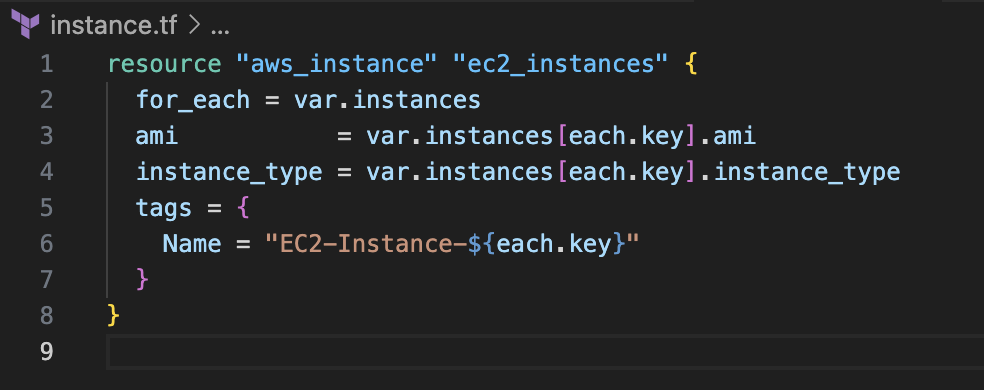 instance.tf > ...
1 resource "aws_instance" "ec2_instances" {
2   for_each = var.instances
3   ami           = var.instances[each.key].ami
4   instance_type = var.instances[each.key].instance_type
5   tags = {
6     Name = "EC2-Instance-${each.key}"
7   }
8 }
9